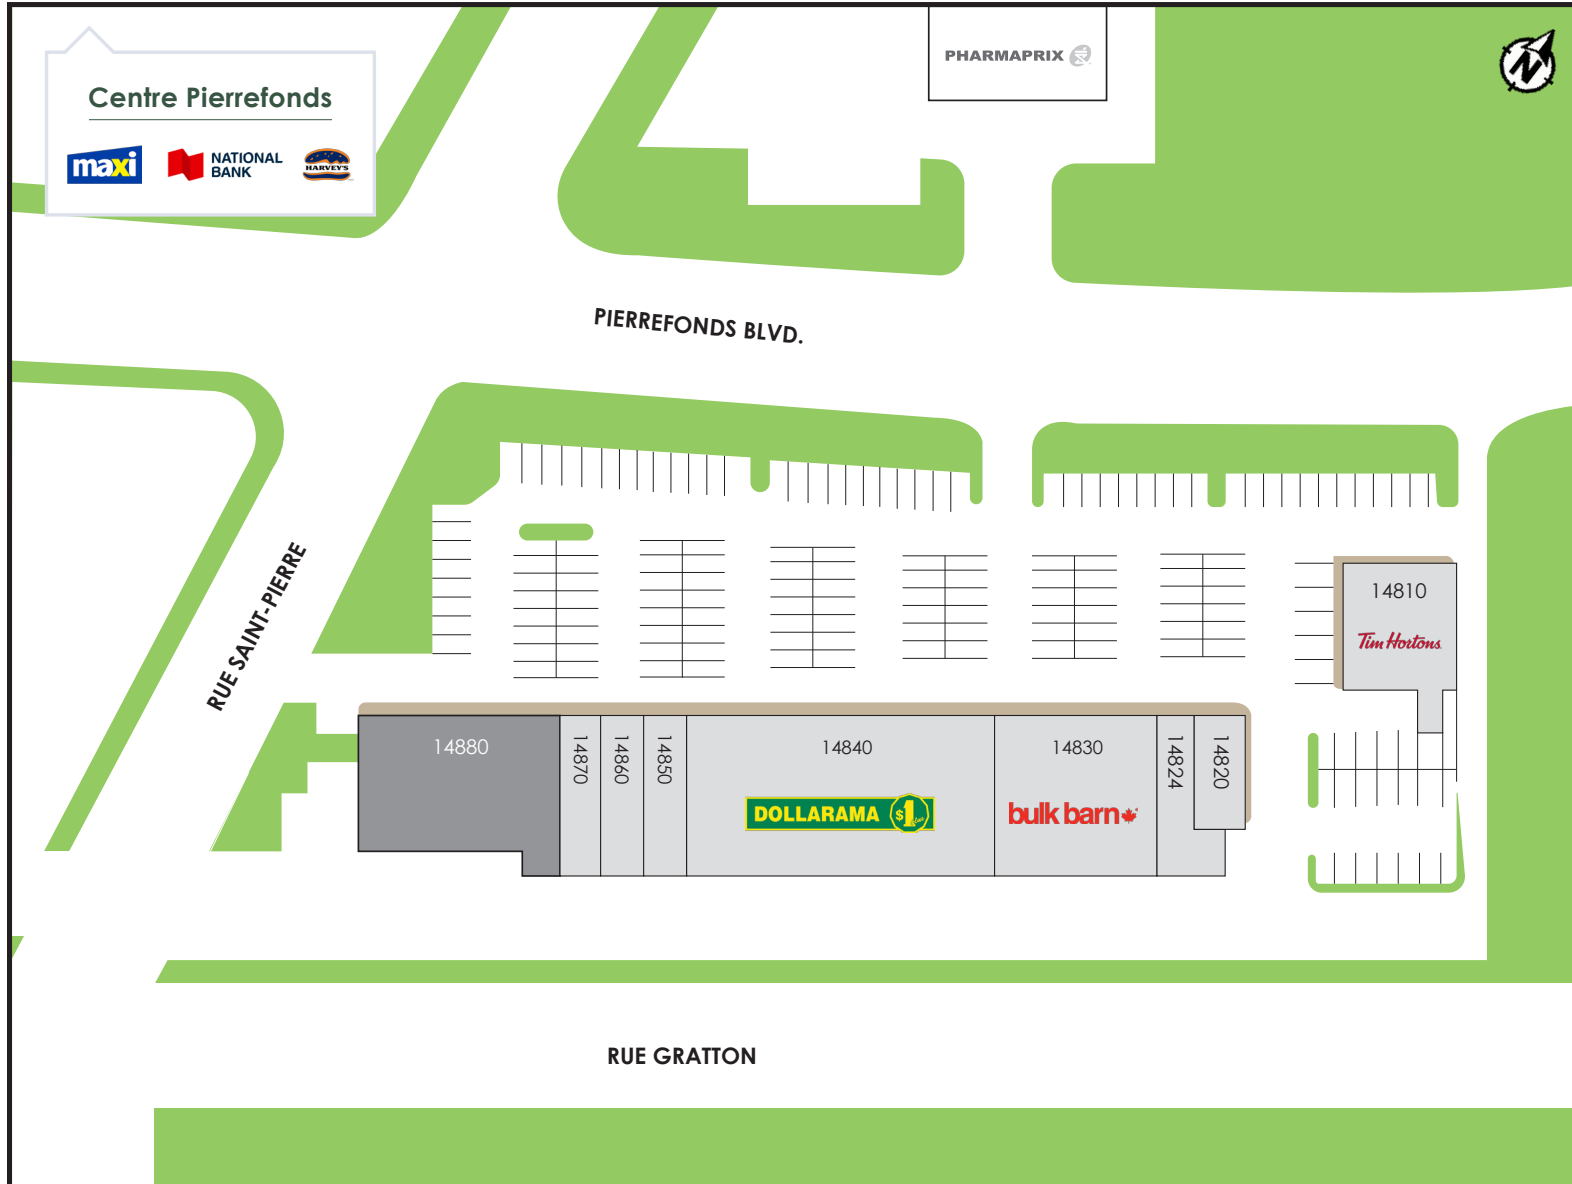 PHARMAPRIX
N
Centre Pierrefonds
maxi
NATIONAL
BANK
HARVEY'S
PIERREFONDS BLVD.
RUE SAINT-PIERRE
14810
Tim Hortons
14880
14870
14860
14850
14840
DOLLARAMA $1
14830
bulk barn
14824
14820
RUE GRATTON